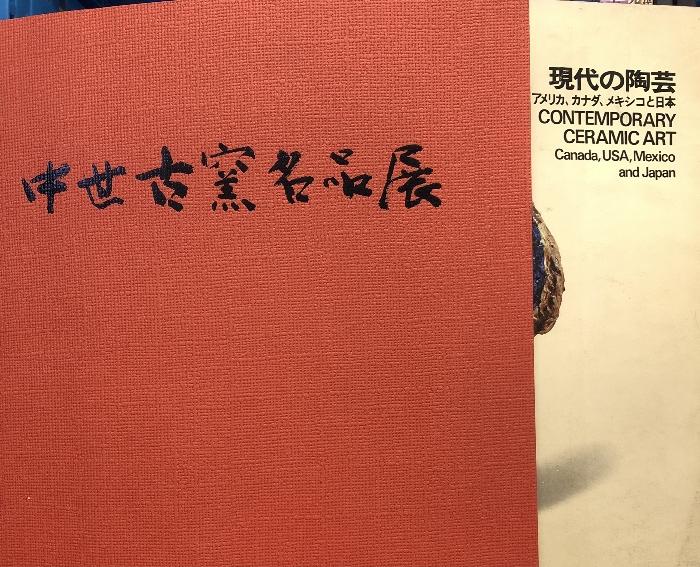 中世古窯名品展
現代の陶芸
アメリカ、カナダ、メキシコと日本
CONTEMPORARY
CERAMIC ART
Canada, USA, Mexico
and Japan